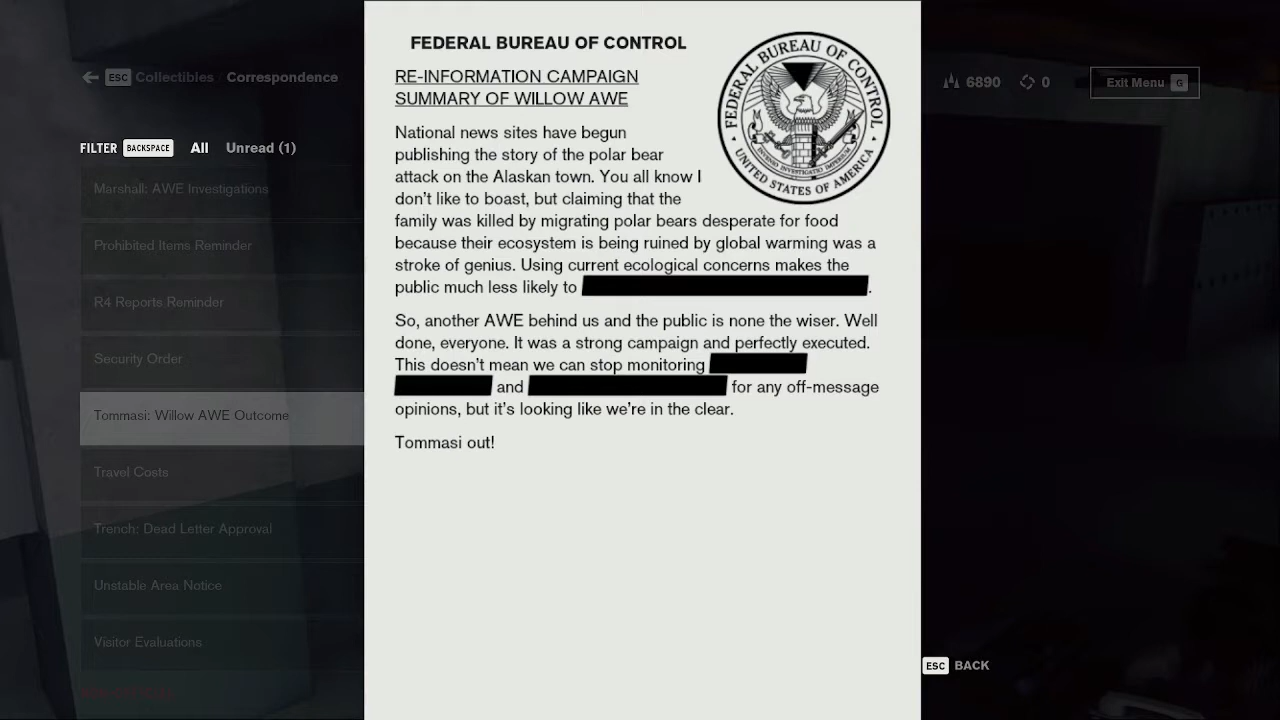 FEDERAL BUREAU OF CONTROL
RE-INFORMATION CAMPAIGN
SUMMARY OF WILLOW AWE
FEDERAL BUREAU OF CONTROL
UNITED STATES OF AMERICA
ESC Collectibles / Correspondence
6890 0
Exit Menu G
FILTER BACKSPACE All Unread (1)
Marshall: AWE Investigations
Prohibited Items Reminder
R4 Reports Reminder
Security Order
Tommasi: Willow AWE Outcome
Travel Costs
Trench: Dead Letter Approval
Unstable Area Notice
Visitor Evaluations
National news sites have begun
publishing the story of the polar bear
attack on the Alaskan town. You all know I
don't like to boast, but claiming that the
family was killed by migrating polar bears desperate for food
because their ecosystem is being ruined by global warming was a
stroke of genius. Using current ecological concerns makes the
public much less likely to .
So, another AWE behind us and the public is none the wiser. Well
done, everyone. It was a strong campaign and perfectly executed.
This doesn't mean we can stop monitoring
and for any off-message
opinions, but it's looking like we're in the clear.
Tommasi out!
ESC BACK